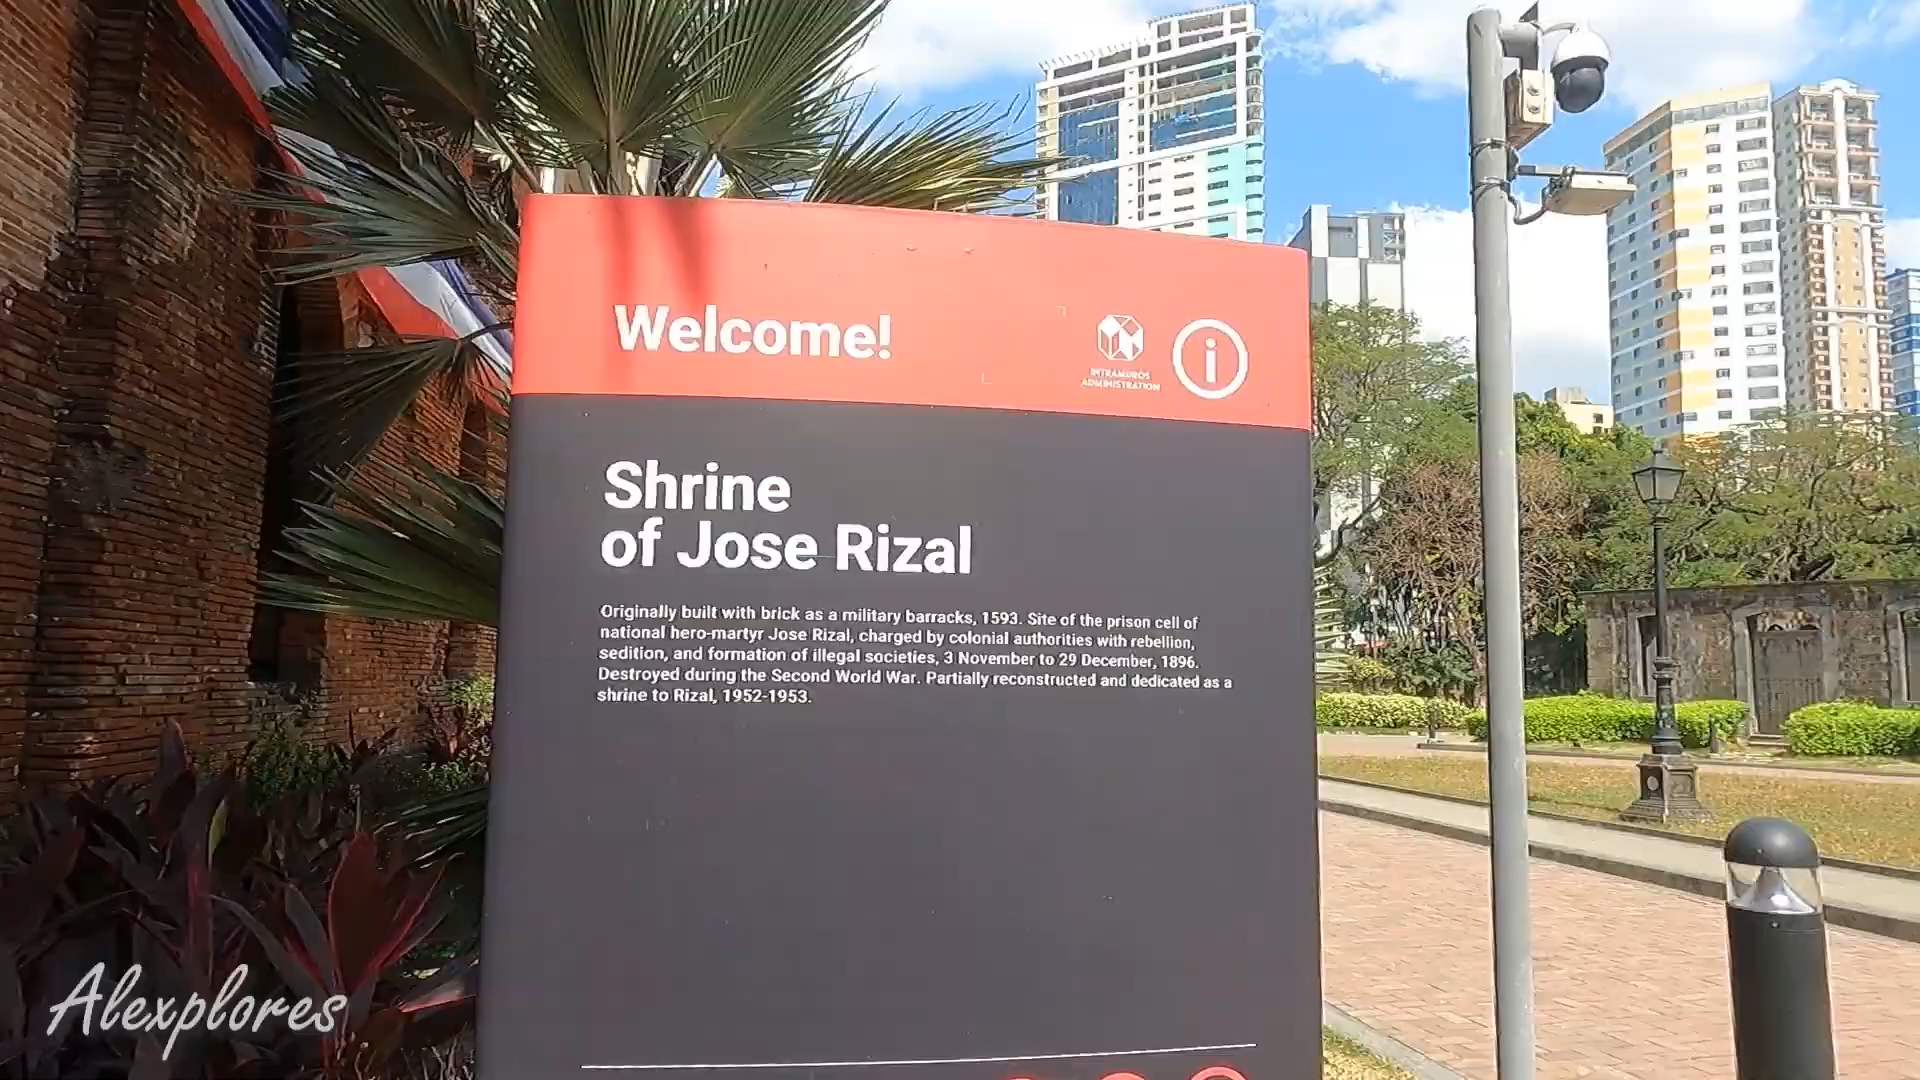 Welcome!
INTRAMUROS
ADMINISTRATION
i
Shrine
of Jose Rizal
Originally built with brick as a military barracks, 1593. Site of the prison cell of
national hero-martyr Jose Rizal, charged by colonial authorities with rebellion,
sedition, and formation of illegal societies, 3 November to 29 December, 1896.
Destroyed during the Second World War. Partially reconstructed and dedicated as a
shrine to Rizal, 1952-1953.
Alexplores